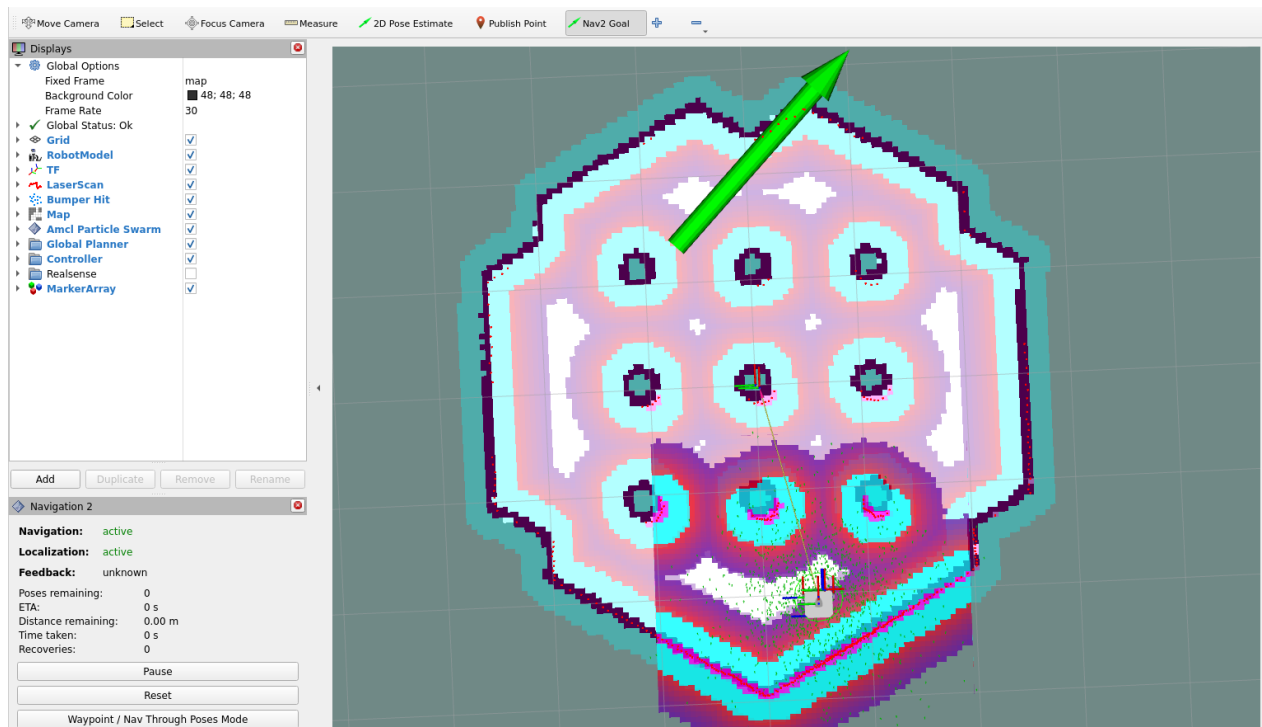 Move Camera Select Focus Camera Measure 2D Pose Estimate Publish Point Nav2 Goal
Displays
Global Options
Fixed Frame map
Background Color 48; 48; 48
Frame Rate 30
Global Status: Ok
Grid
RobotModel
TF
LaserScan
Bumper Hit
Map
Amcl Particle Swarm
Global Planner
Controller
Realsense
MarkerArray
Add Duplicate Remove Rename
Navigation 2
Navigation: active
Localization: active
Feedback: unknown
Poses remaining: 0
ETA: 0 s
Distance remaining: 0.00 m
Time taken: 0 s
Recoveries: 0
Pause
Reset
Waypoint / Nav Through Poses Mode